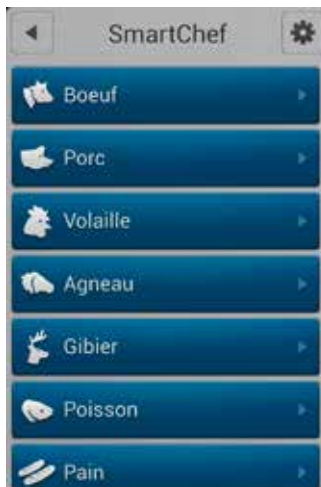 SmartChef
Boeuf
Porc
Volaille
Agneau
Gibier
Poisson
Pain